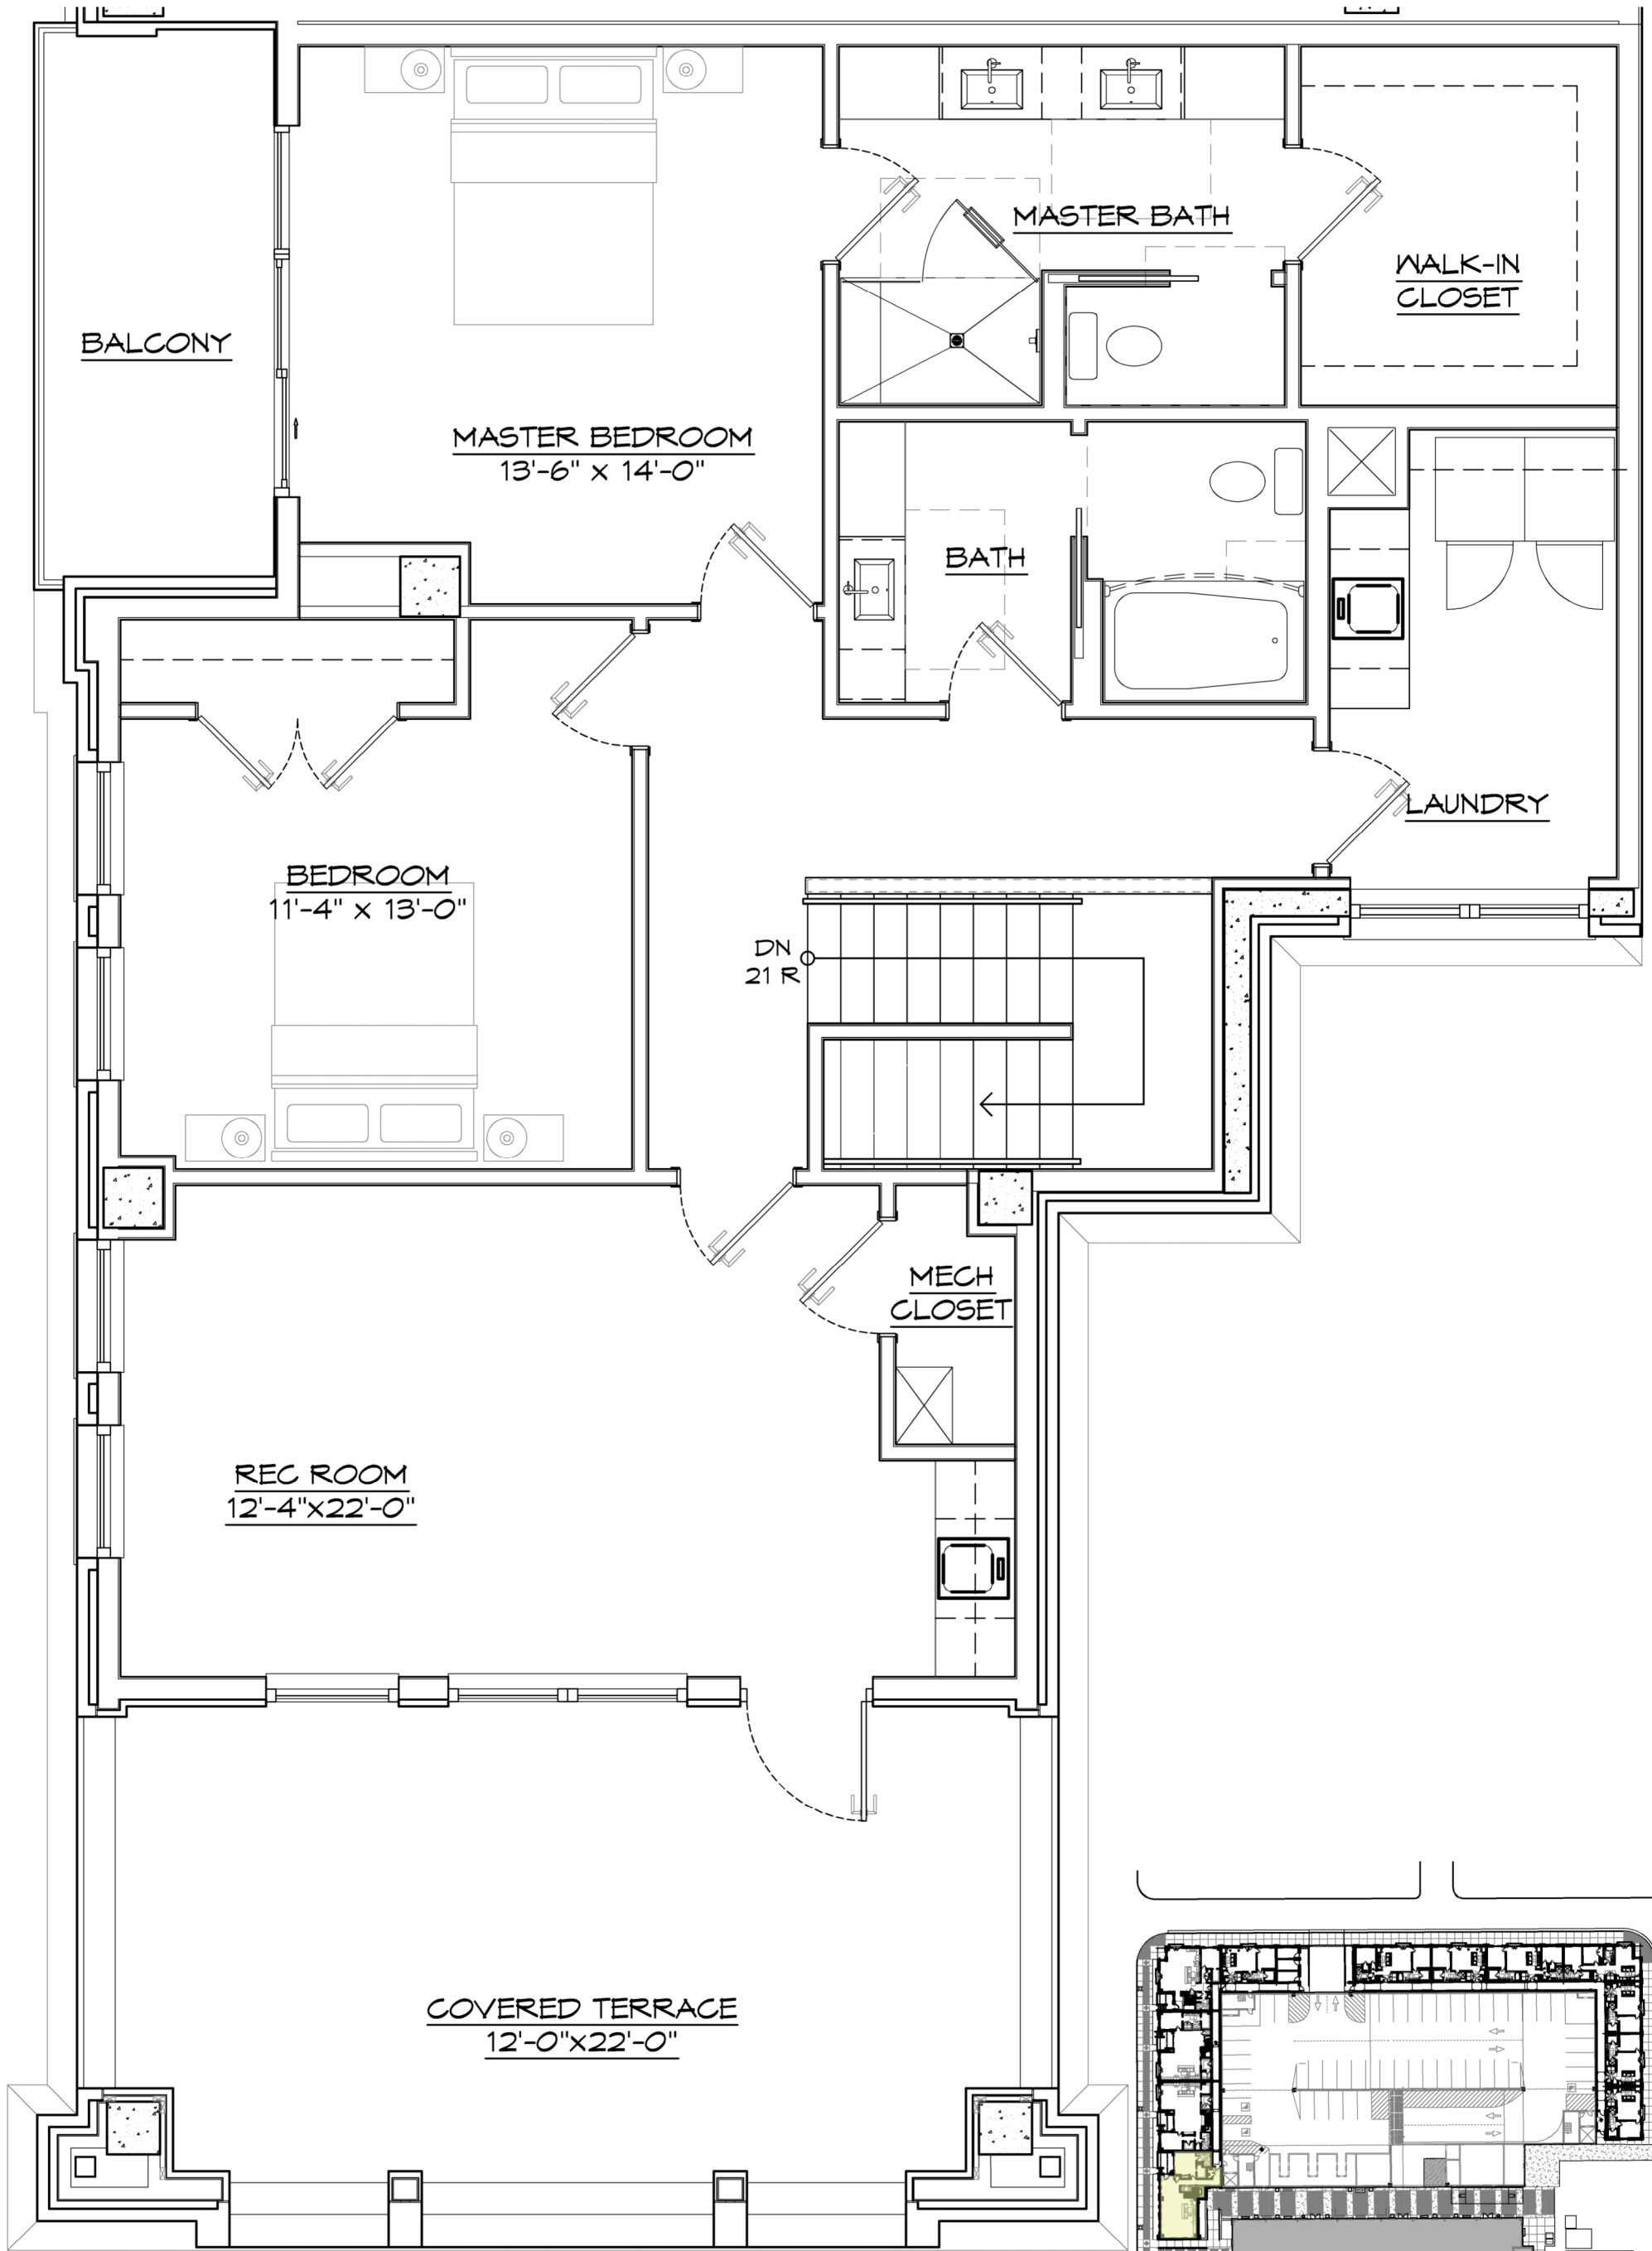 MASTER BATH
WALK-IN
CLOSET
BALCONY
MASTER BEDROOM
13'-6" x 14'-0"
BATH
LAUNDRY
BEDROOM
11'-4" x 13'-0"
DN
21 R
MECH
CLOSET
REC ROOM
12'-4"x22'-0"
COVERED TERRACE
12'-0"x22'-0"